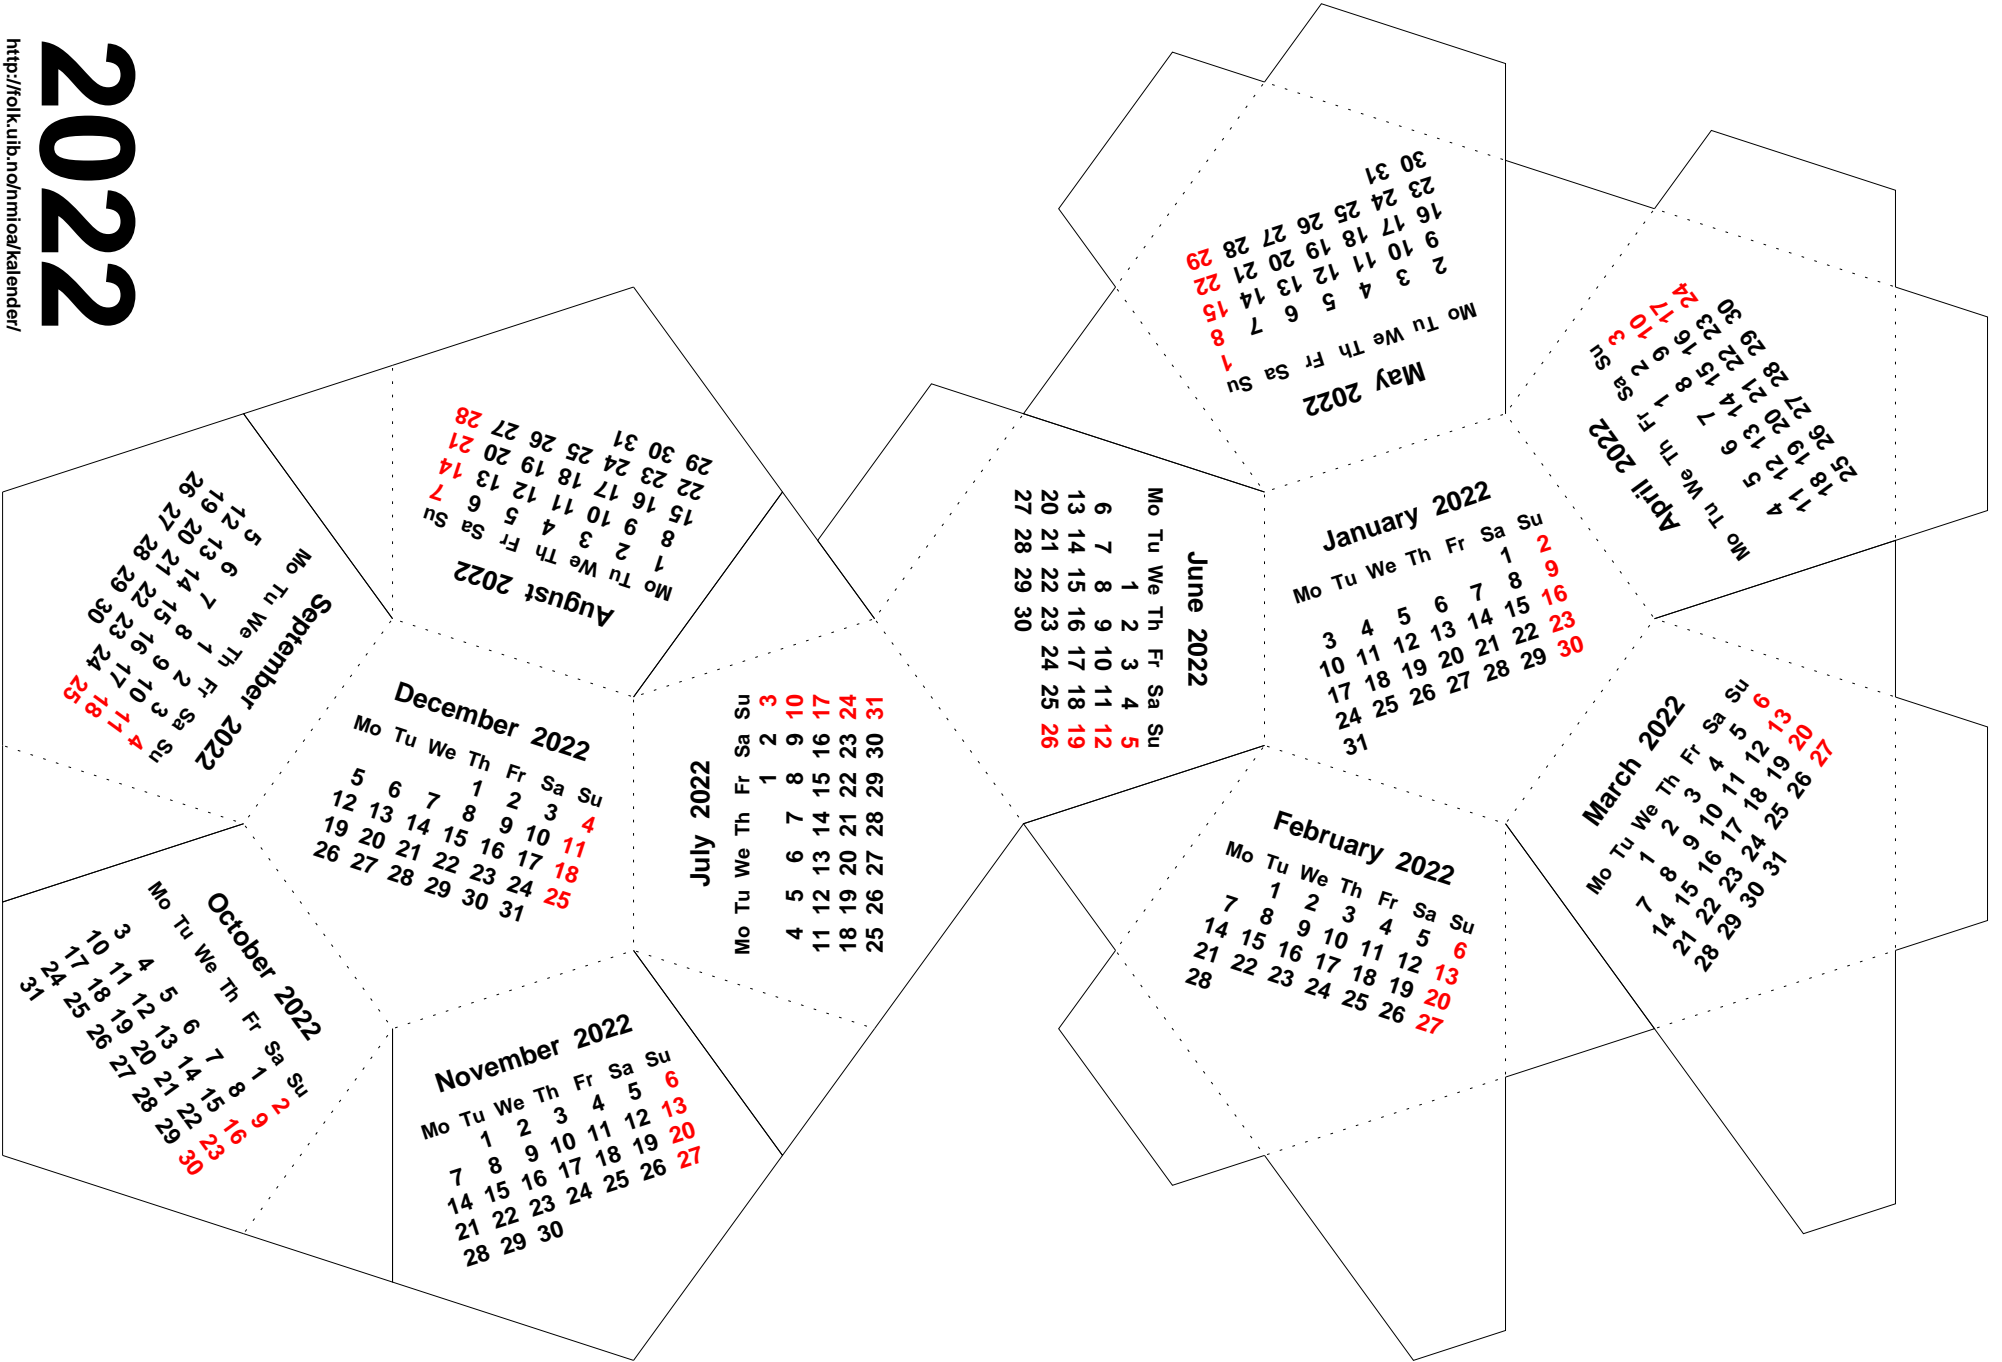 2022
http://folk.uib.no/nmioa/kalender/
January 2022
Mo Tu We Th Fr Sa Su
1 2
3 4 5 6 7 8 9
10 11 12 13 14 15 16
17 18 19 20 21 22 23
24 25 26 27 28 29 30
31
February 2022
Mo Tu We Th Fr Sa Su
1 2 3 4 5 6
7 8 9 10 11 12 13
14 15 16 17 18 19 20
21 22 23 24 25 26 27
28
March 2022
Mo Tu We Th Fr Sa Su
1 2 3 4 5 6
7 8 9 10 11 12 13
14 15 16 17 18 19 20
21 22 23 24 25 26 27
28 29 30 31
April 2022
Mo Tu We Th Fr Sa Su
1 2 3
4 5 6 7 8 9 10
11 12 13 14 15 16 17
18 19 20 21 22 23 24
25 26 27 28 29 30
May 2022
Mo Tu We Th Fr Sa Su
1
2 3 4 5 6 7 8
9 10 11 12 13 14 15
16 17 18 19 20 21 22
23 24 25 26 27 28 29
30 31
June 2022
Mo Tu We Th Fr Sa Su
1 2 3 4 5
6 7 8 9 10 11 12
13 14 15 16 17 18 19
20 21 22 23 24 25 26
27 28 29 30
July 2022
Mo Tu We Th Fr Sa Su
1 2 3
4 5 6 7 8 9 10
11 12 13 14 15 16 17
18 19 20 21 22 23 24
25 26 27 28 29 30 31
August 2022
Mo Tu We Th Fr Sa Su
1 2 3 4 5 6 7
8 9 10 11 12 13 14
15 16 17 18 19 20 21
22 23 24 25 26 27 28
29 30 31
September 2022
Mo Tu We Th Fr Sa Su
1 2 3 4
5 6 7 8 9 10 11
12 13 14 15 16 17 18
19 20 21 22 23 24 25
26 27 28 29 30
October 2022
Mo Tu We Th Fr Sa Su
1 2
3 4 5 6 7 8 9
10 11 12 13 14 15 16
17 18 19 20 21 22 23
24 25 26 27 28 29 30
31
November 2022
Mo Tu We Th Fr Sa Su
1 2 3 4 5 6
7 8 9 10 11 12 13
14 15 16 17 18 19 20
21 22 23 24 25 26 27
28 29 30
December 2022
Mo Tu We Th Fr Sa Su
1 2 3 4
5 6 7 8 9 10 11
12 13 14 15 16 17 18
19 20 21 22 23 24 25
26 27 28 29 30 31